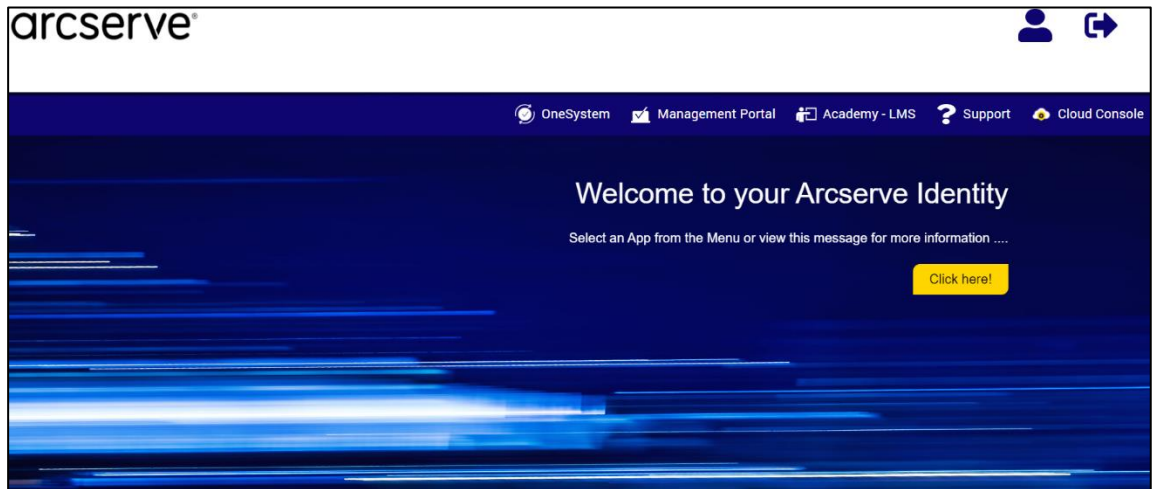 arcserve®
OneSystem Management Portal Academy - LMS Support Cloud Console
Welcome to your Arcserve Identity
Select an App from the Menu or view this message for more information ....
Click here!